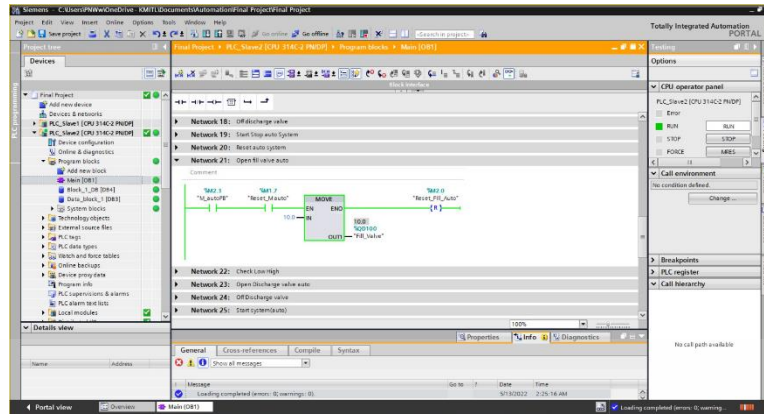 Siemens - C:\Users\PNWw\OneDrive - KMITL\Documents\Automation\Final Project\Final Project
Project Edit View Insert Online Options Tools Window Help
Totally Integrated Automation
PORTAL
Save project
Go online
Go offline
<Search in project>
Project tree
Final Project ▸ PLC_Slave2 [CPU 314C-2 PN/DP] ▸ Program blocks ▸ Main [OB1]
Testing
Devices
Options
PLC programming
Block interface
CPU operator panel
PLC_Slave2 [CPU 314C-2 PN/DP]
Error
RUN RUN
STOP STOP
FORCE MRES
Final Project
Add new device
Devices & networks
PLC_Slave1 [CPU 314C-2 PN/DP]
PLC_Slave2 [CPU 314C-2 PN/DP]
Device configuration
Online & diagnostics
Program blocks
Add new block
Main [OB1]
Block_1_DB [DB4]
Data_block_1 [DB3]
System blocks
Technology objects
External source files
PLC tags
PLC data types
Watch and force tables
Online backups
Device proxy data
Program info
PLC supervisions & alarms
PLC alarm text lists
Local modules
Network 18: Off discharge valve
Network 19: Start Stop auto System
Network 20: Reset auto system
Network 21: Open fill valve auto
Comment
%M2.1
"M_autoPB"
%M1.7
"Reset_M auto"
MOVE
EN ENO
10.0 IN
10.0
%QD100
OUT1 "Fill_Valve"
%M2.0
"Reset_Fill_Auto"
R
Network 22: Check Low High
Network 23: Open Discharge valve auto
Network 24: Off Discharge valve
Network 25: Start system(auto)
100%
Call environment
No condition defined.
Change...
Breakpoints
PLC register
Call hierarchy
No call path available
Details view
Name Address
Properties Info Diagnostics
General Cross-references Compile Syntax
Show all messages
! Message Go to ? Date Time
Loading completed (errors: 0; warnings: 0). 5/13/2022 2:25:16 AM
Portal view Overview Main (OB1)
Loading completed (errors: 0; warning...